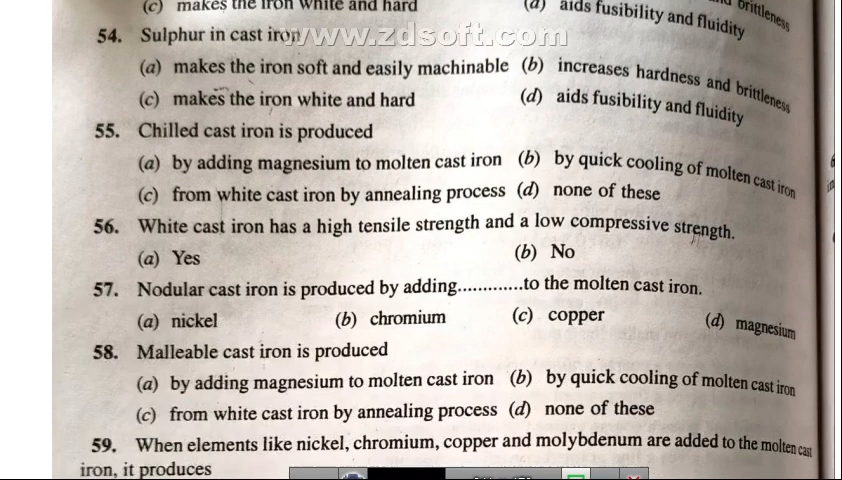 (c) makes the iron white and hard (d) aids fusibility and fluidity brittleness
www.zdsoft.com
54. Sulphur in cast iron
(a) makes the iron soft and easily machinable (b) increases hardness and brittleness
(c) makes the iron white and hard (d) aids fusibility and fluidity
55. Chilled cast iron is produced
(a) by adding magnesium to molten cast iron (b) by quick cooling of molten cast iron
(c) from white cast iron by annealing process (d) none of these
56. White cast iron has a high tensile strength and a low compressive strength.
(a) Yes (b) No
57. Nodular cast iron is produced by adding.............to the molten cast iron.
(a) nickel (b) chromium (c) copper (d) magnesium
58. Malleable cast iron is produced
(a) by adding magnesium to molten cast iron (b) by quick cooling of molten cast iron
(c) from white cast iron by annealing process (d) none of these
59. When elements like nickel, chromium, copper and molybdenum are added to the molten cast
iron, it produces